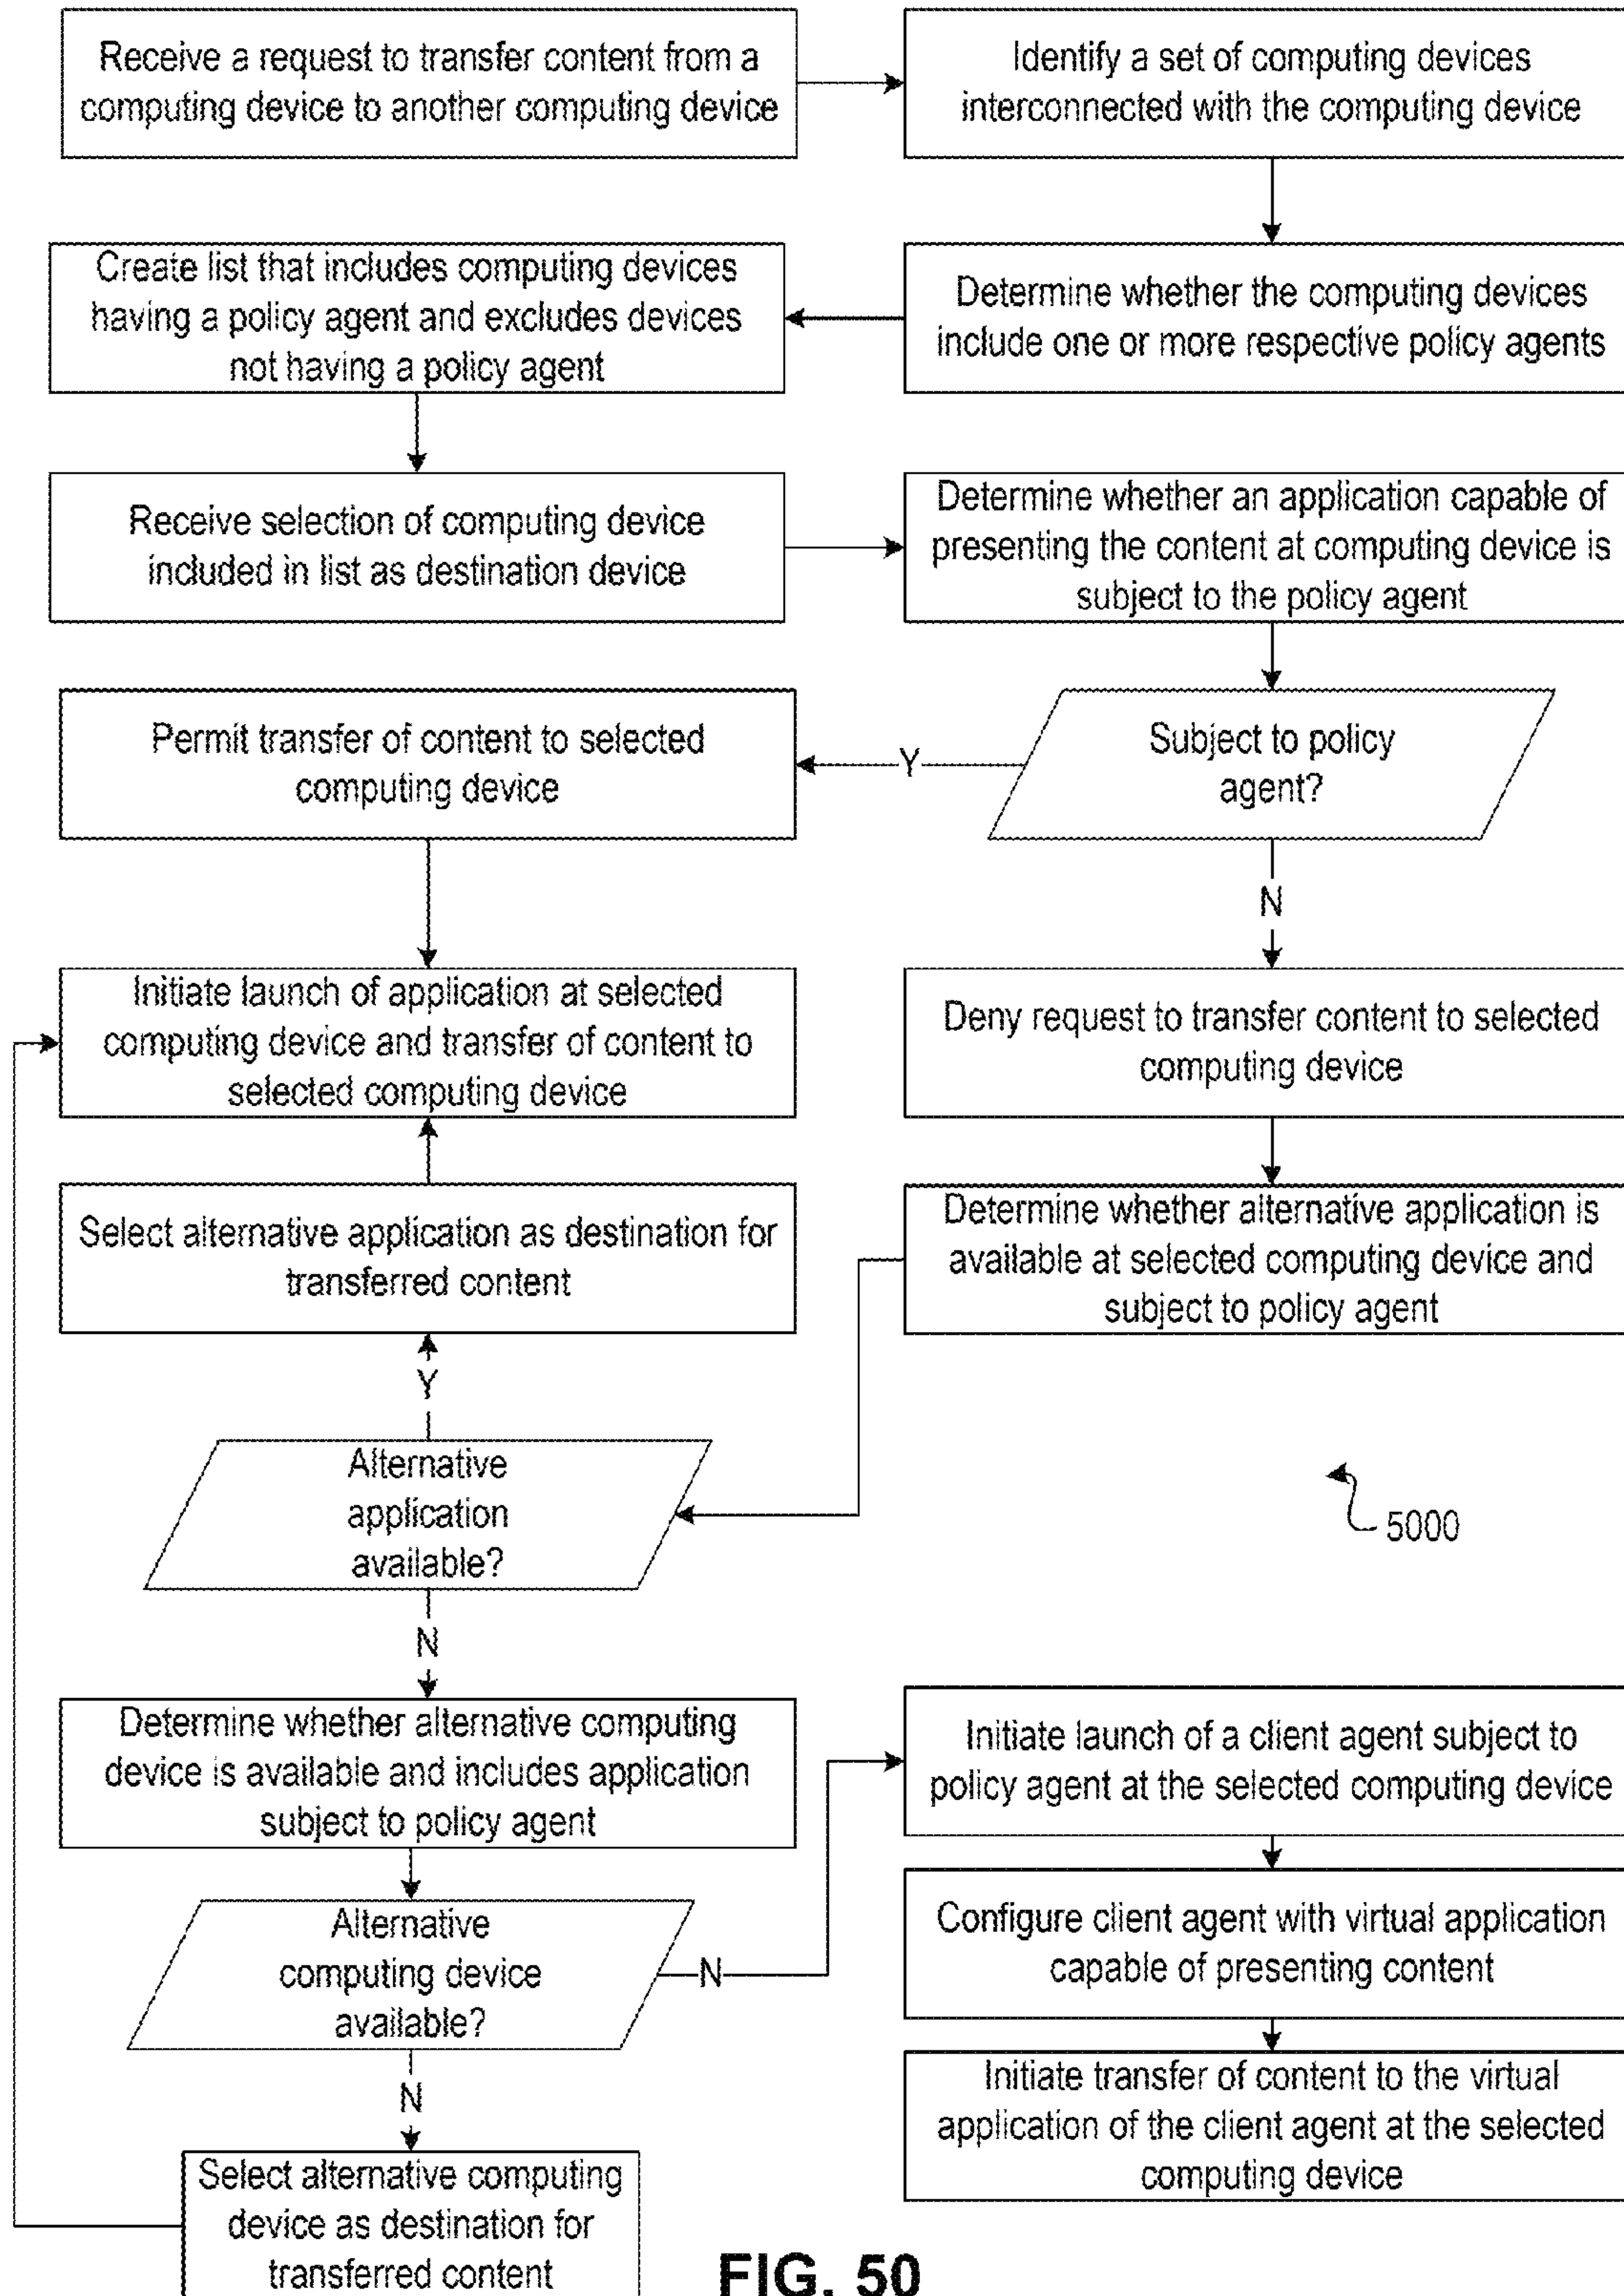 Receive a request to transfer content from a
computing device to another computing device
Identify a set of computing devices
interconnected with the computing device
Create list that includes computing devices
having a policy agent and excludes devices
not having a policy agent
Determine whether the computing devices
include one or more respective policy agents
Receive selection of computing device
included in list as destination device
Determine whether an application capable of
presenting the content at computing device is
subject to the policy agent
Permit transfer of content to selected
computing device
Y
Subject to policy
agent?
N
Initiate launch of application at selected
computing device and transfer of content to
selected computing device
Deny request to transfer content to selected
computing device
Select alternative application as destination for
transferred content
Determine whether alternative application is
available at selected computing device and
subject to policy agent
Y
Alternative
application
available?
5000
N
Determine whether alternative computing
device is available and includes application
subject to policy agent
Initiate launch of a client agent subject to
policy agent at the selected computing device
Alternative
computing device
available?
N
Configure client agent with virtual application
capable of presenting content
N
Initiate transfer of content to the virtual
application of the client agent at the selected
computing device
Select alternative computing
device as destination for
transferred content
FIG. 50